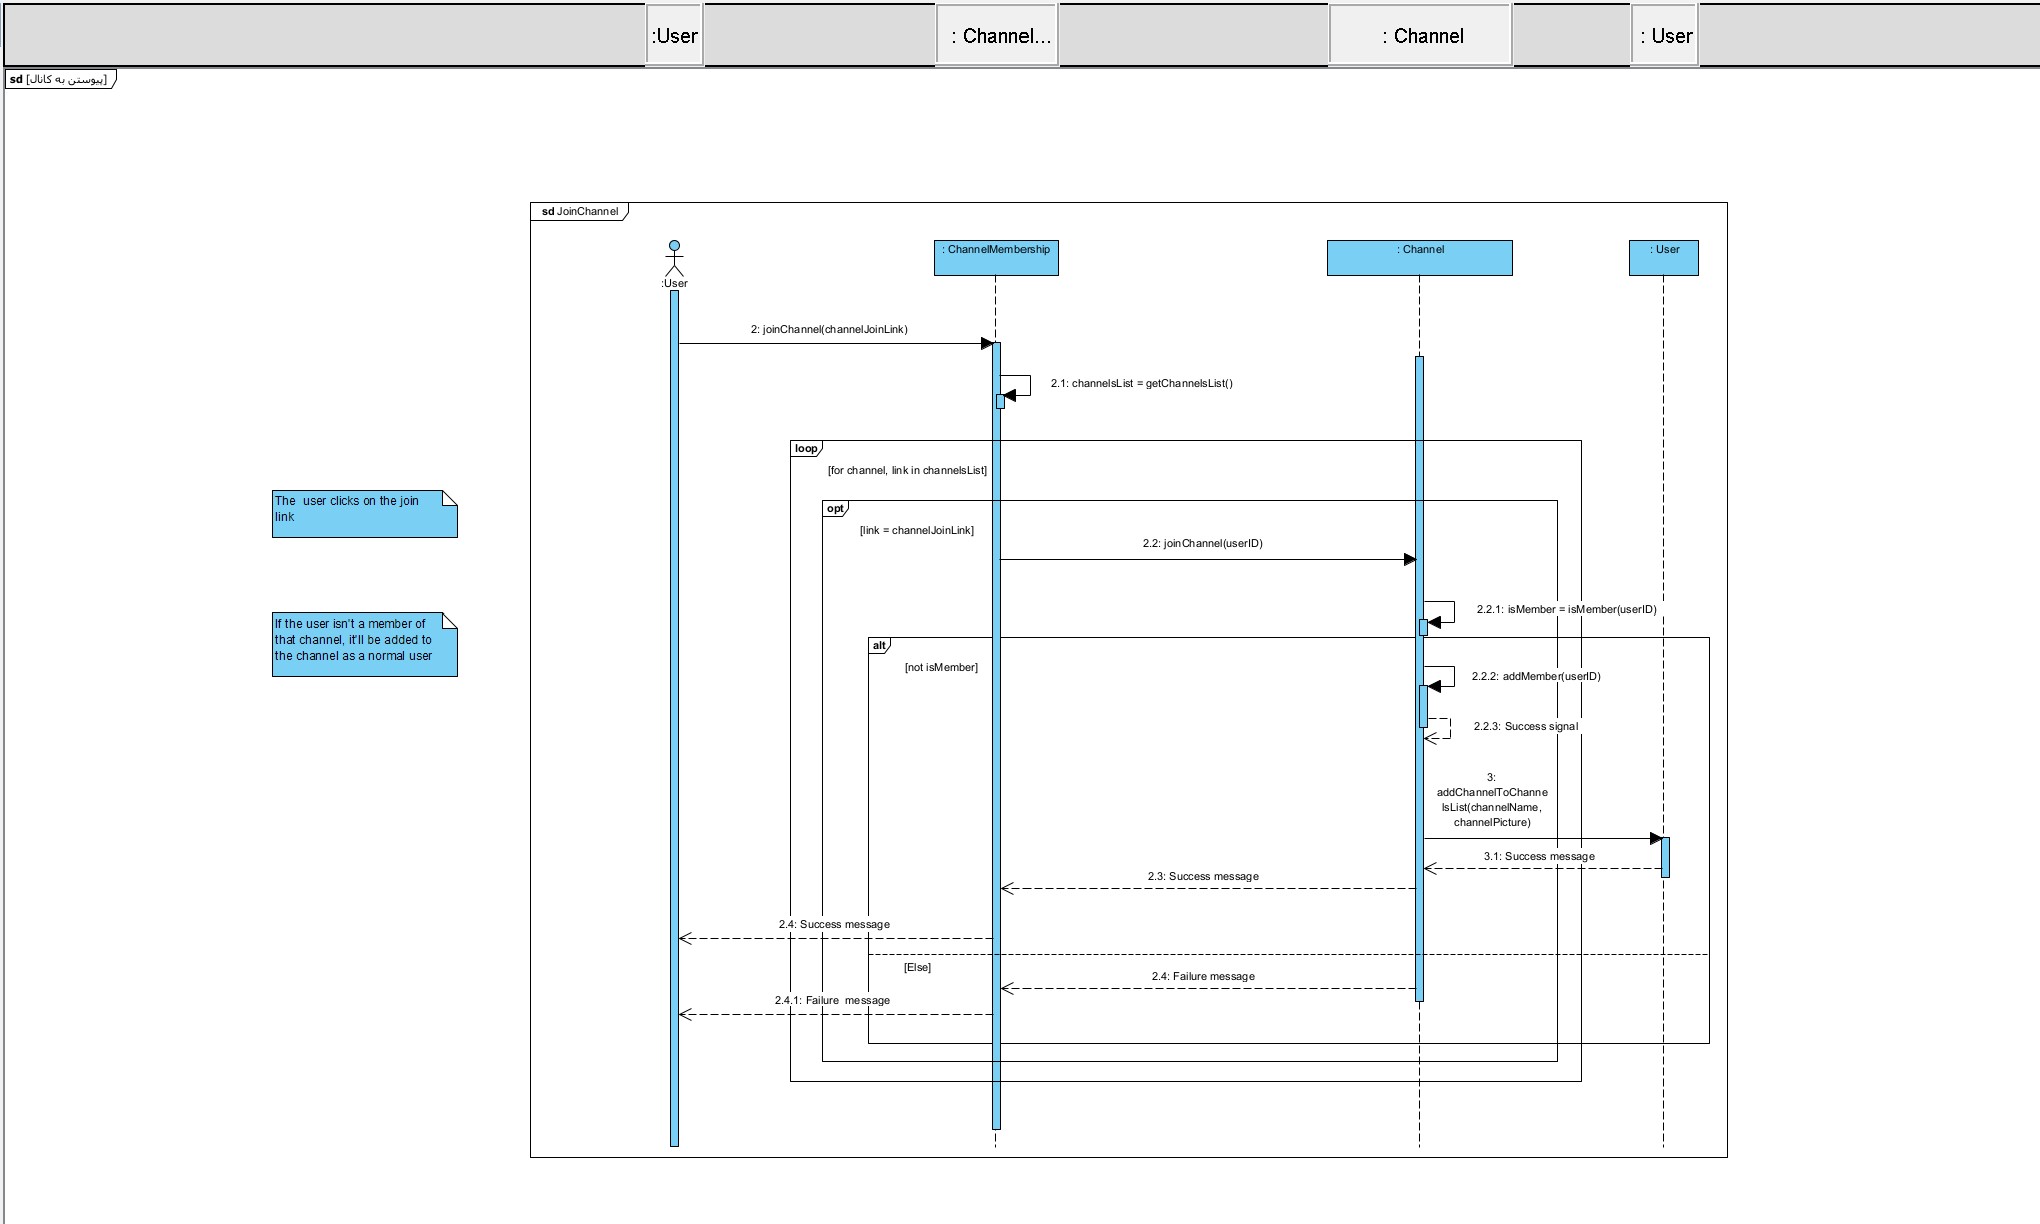 :User
: Channel...
: Channel
: User
sd [پیوستن به کانال]
sd JoinChannel
:User
: ChannelMembership
: Channel
: User
2: joinChannel(channelJoinLink)
2.1: channelsList = getChannelsList()
loop
[for channel, link in channelsList]
The  user clicks on the join
link
opt
[link = channelJoinLink]
2.2: joinChannel(userID)
2.2.1: isMember = isMember(userID)
If the user isn't a member of
that channel, it'll be added to
the channel as a normal user
alt
[not isMember]
2.2.2: addMember(userID)
2.2.3: Success signal
3:
addChannelToChanne
lsList(channelName,
channelPicture)
3.1: Success message
2.3: Success message
2.4: Success message
[Else]
2.4: Failure message
2.4.1: Failure  message